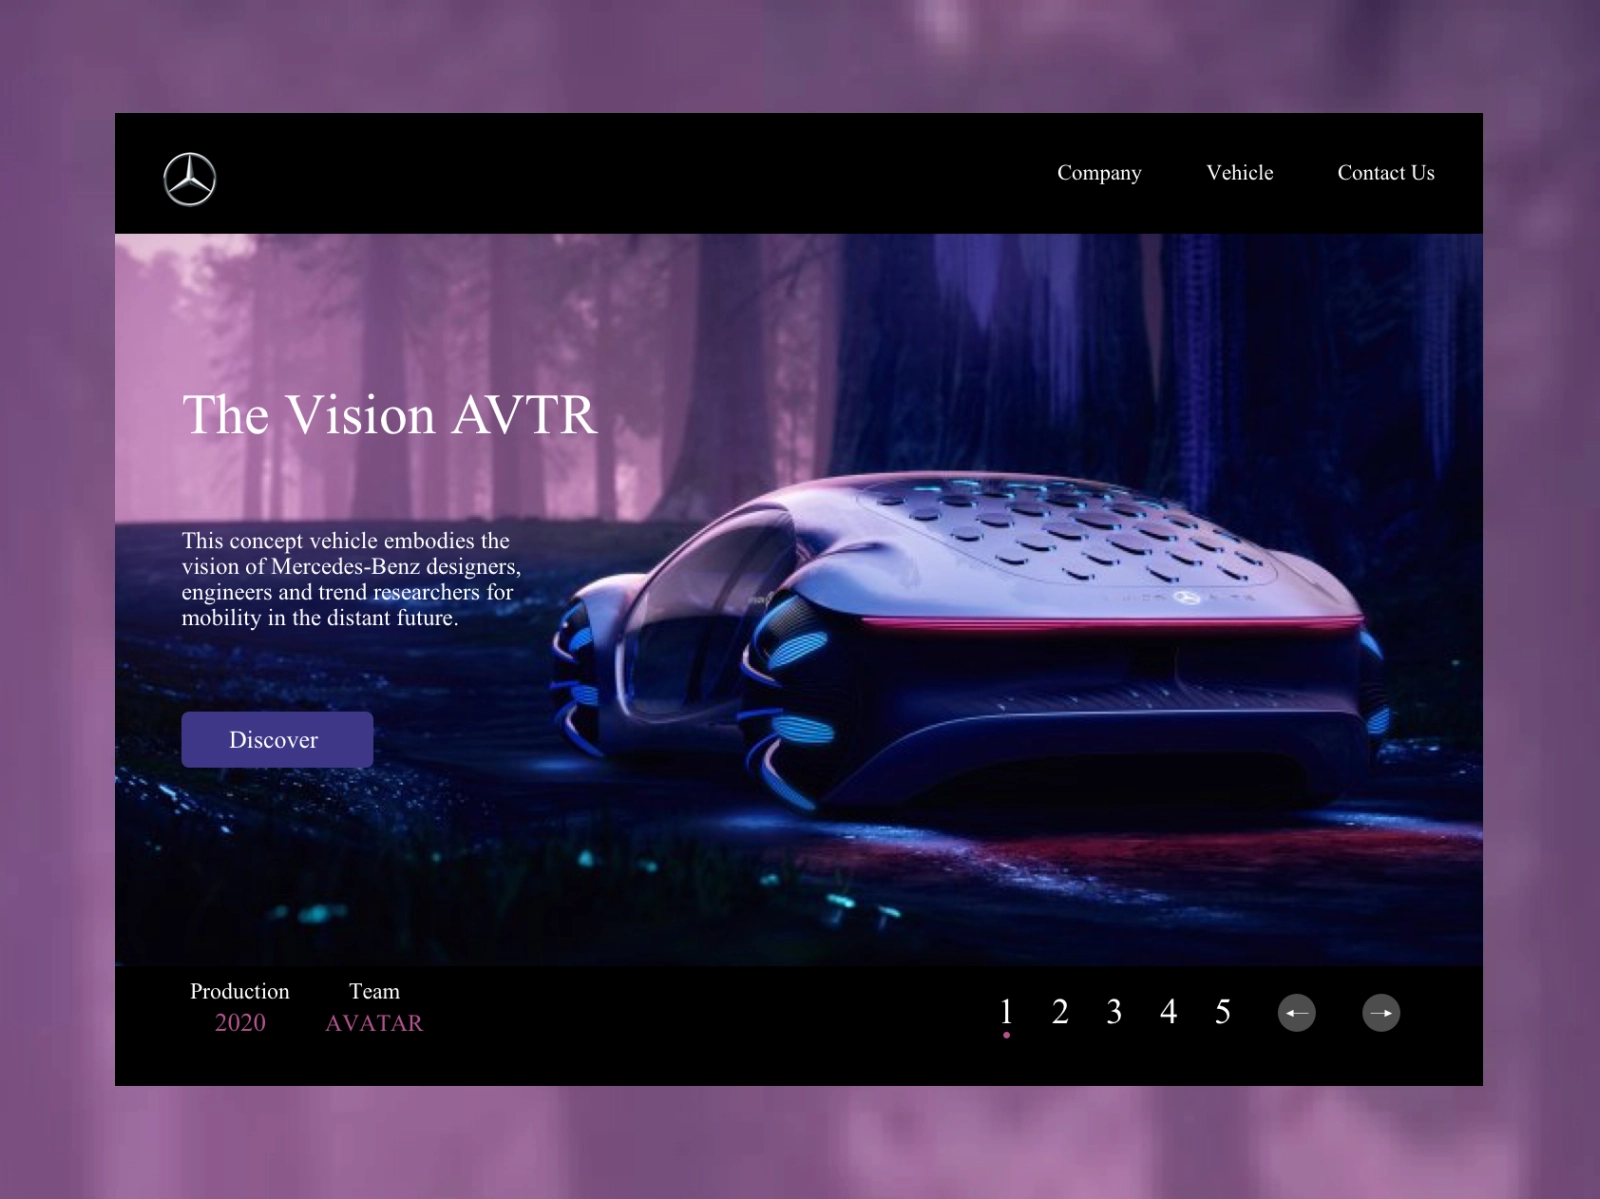 Company
Vehicle
Contact Us
The Vision AVTR
This concept vehicle embodies the
vision of Mercedes-Benz designers,
engineers and trend researchers for
mobility in the distant future.
Discover
Production
2020
Team
AVATAR
1 2 3 4 5